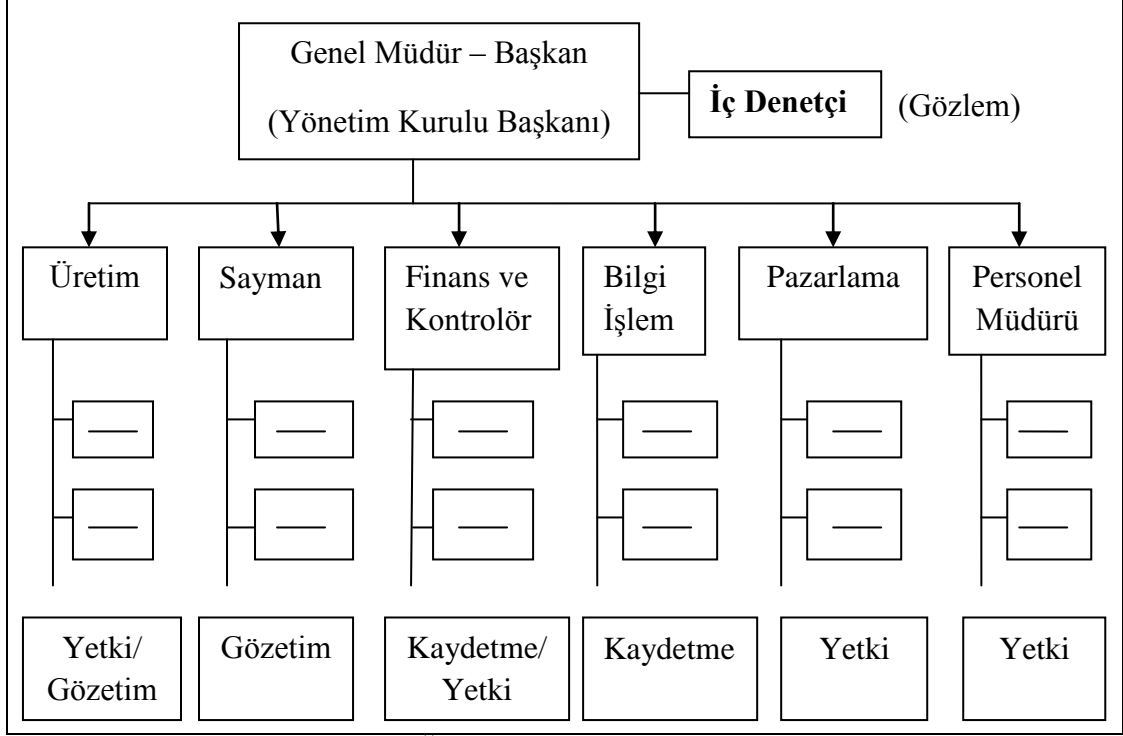 Genel Müdür – Başkan
(Yönetim Kurulu Başkanı)
İç Denetçi
(Gözlem)
Üretim
Sayman
Finans ve
Kontrolör
Bilgi
İşlem
Pazarlama
Personel
Müdürü
Yetki/
Gözetim
Gözetim
Kaydetme/
Yetki
Kaydetme
Yetki
Yetki